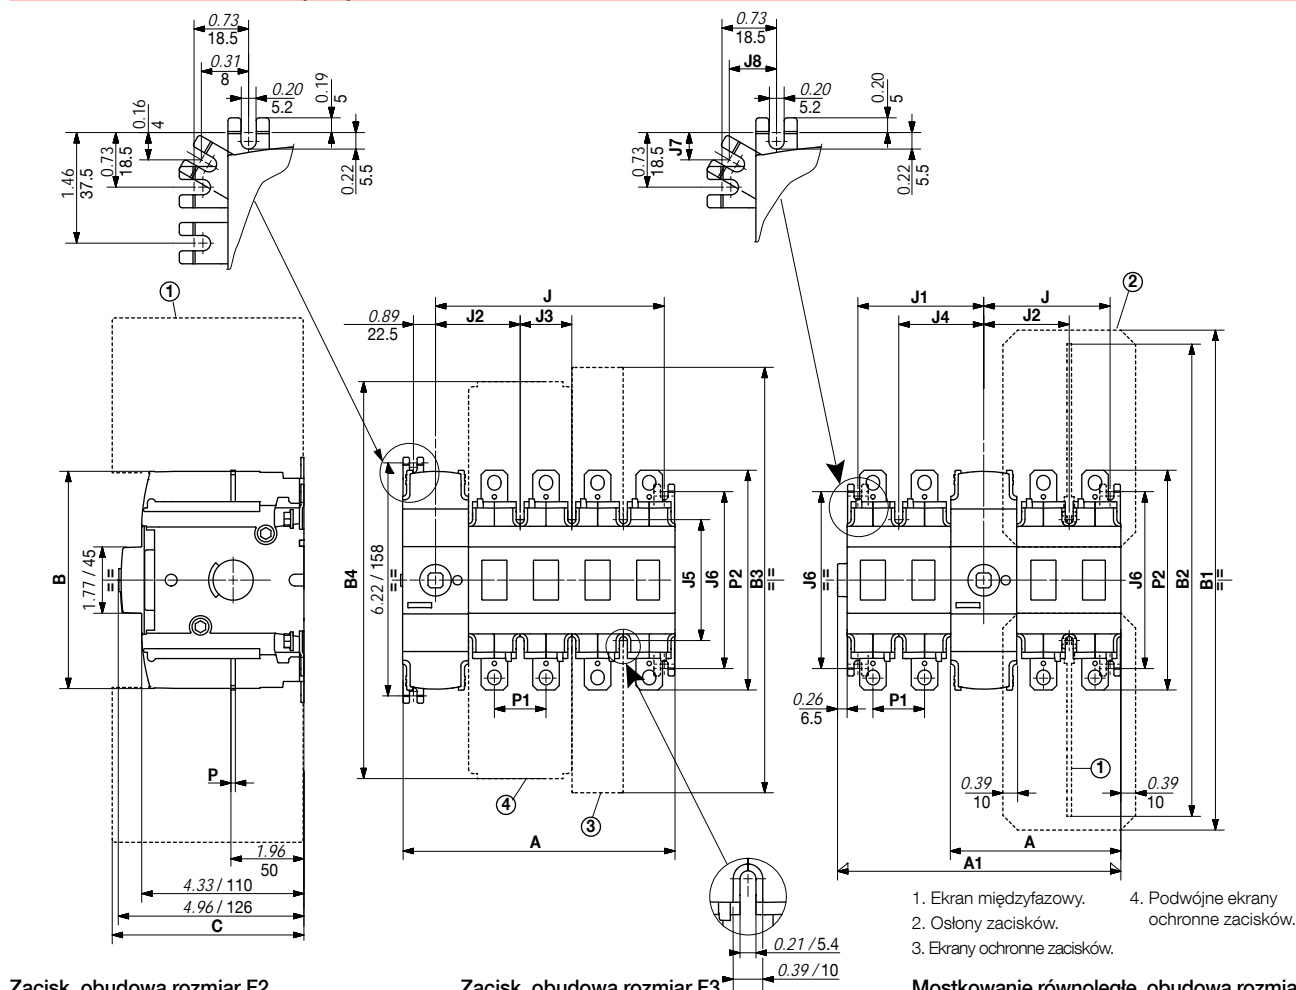 0.73
18.5
0.31
8
0.20
5.2
0.19
5
0.16
4
0.73
18.5
1.46
37.5
0.22
5.5
0.73
18.5
J8
0.20
5.2
0.20
5
0.73
18.5
J7
0.22
5.5
1
2
J
J2
J3
0.89
22.5
J1
J
J4
J2
B
1.77 / 45
=
=
B4
6.22 / 158
=
=
J5
J6
P2
B3
=
=
J6
=
=
J6
P2
B2
B1
=
=
P
P1
P1
0.26
6.5
4
3
1
0.39
10
0.39
10
1.96
50
A
A
A1
4.33 / 110
4.96 / 126
C
1. Ekran międzyfazowy.
2. Osłony zacisków.
3. Ekrany ochronne zacisków.
4. Podwójne ekrany
ochronne zacisków.
0.21 / 5.4
0.39 / 10
Zacisk, obudowa rozmiar F2
Zacisk, obudowa rozmiar F3
Mostkowanie równoległe, obudowa rozmia